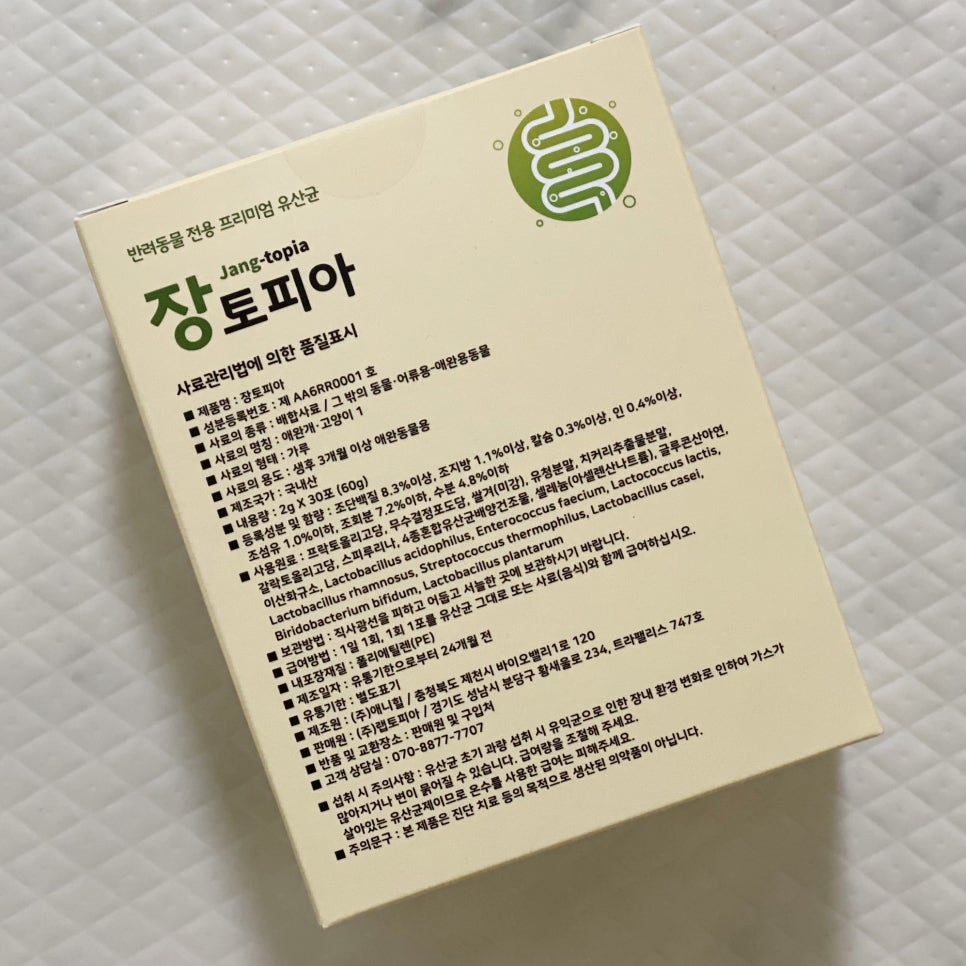 반려동물 전용 프리미엄 유산균
Jang-topia
장토피아
사료관리법에 의한 품질표시
■ 제품명 : 장토피아
■ 성분등록번호 : 제 AA6RR0001 호
■ 사료의 종류 : 배합사료 / 그 밖의 동물·어류용-애완용동물
■ 사료의 명칭 : 애완개·고양이 1
■ 사료의 형태 : 가루
■ 사료의 용도 : 생후 3개월 이상 애완동물용
■ 제조국가 : 국내산
■ 내용량 : 2g X 30포 (60g)
■ 등록성분 및 함량 : 조단백질 8.3%이상, 조지방 1.1%이상, 칼슘 0.3%이상, 인 0.4%이상,
조섬유 1.0%이하, 조회분 7.2%이하, 수분 4.8%이하
■ 사용원료 : 프락토올리고당, 무수결정포도당, 쌀겨(미강), 유청분말, 치커리추출물분말,
갈락토올리고당, 스피루리나, 4종혼합유산균배양건조물, 셀레늄(아셀렌산나트륨), 글루콘산아연,
이산화규소, Lactobacillus acidophilus, Enterococcus faecium, Lactococcus lactis,
Lactobacillus rhamnosus, Streptococcus thermophilus, Lactobacillus casei,
Biridobacterium bifidum, Lactobacillus plantarum
■ 보관방법 : 직사광선을 피하고 어둡고 서늘한 곳에 보관하시기 바랍니다.
■ 급여방법 : 1일 1회, 1회 1포를 유산균 그대로 또는 사료(음식)와 함께 급여하십시오.
■ 내포장재질 : 폴리에틸렌(PE)
■ 제조일자 : 유통기한으로부터 24개월 전
■ 유통기한 : 별도표기
■ 제조원 : (주)애니힐 / 충청북도 제천시 바이오밸리1로 120
■ 판매원 : (주)랩토피아 / 경기도 성남시 분당구 황새울로 234, 트라팰리스 747호
■ 반품 및 교환장소 : 판매원 및 구입처
■ 고객 상담실 : 070-8877-7707
■ 섭취 시 주의사항 : 유산균 초기 과량 섭취 시 유익균으로 인한 장내 환경 변화로 인하여 가스가
많아지거나 변이 묽어질 수 있습니다. 급여량을 조절해 주세요.
살아있는 유산균제이므로 온수를 사용한 급여는 피해주세요.
■ 주의문구 : 본 제품은 진단 치료 등의 목적으로 생산된 의약품이 아닙니다.